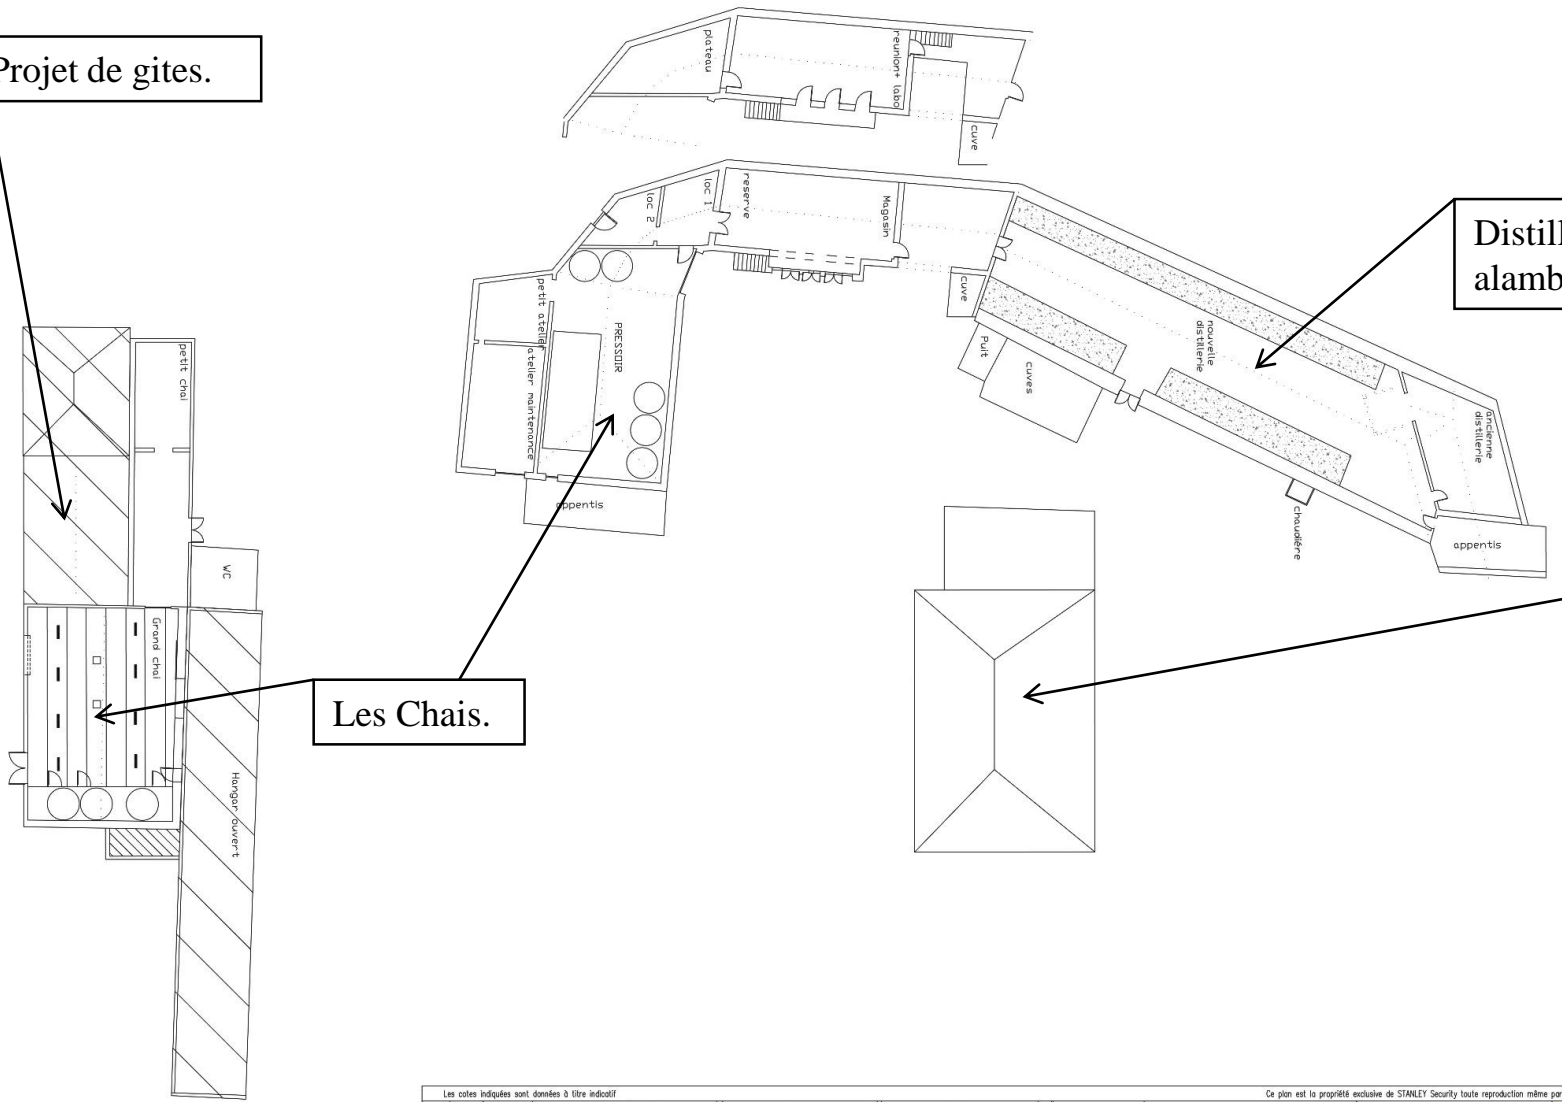 Projet de gites.
plateau
reunion+ labo
cuve
loc 2
loc 1
reserve
Magasin
cuve
Distill
alamb
petit atelier
PRESSOIR
atelier maintenance
appentis
Puit
cuves
nouvelle
distillerie
ancienne
distillerie
chaudière
appentis
petit chai
WC
Grand chai
Les Chais.
Hangar ouvert
Les cotes indiquées sont données à titre indicatif
Ce plan est la propriété exclusive de STANLEY Security toute reproduction même par